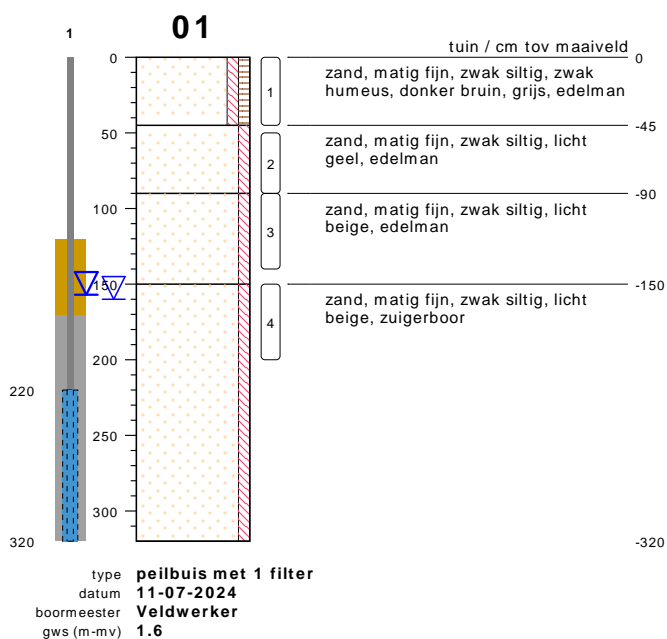 01
1
tuin / cm tov maaiveld
0
0
zand, matig fijn, zwak siltig, zwak
humeus, donker bruin, grijs, edelman
1
-45
50
zand, matig fijn, zwak siltig, licht
geel, edelman
2
-90
100
zand, matig fijn, zwak siltig, licht
beige, edelman
3
150
-150
zand, matig fijn, zwak siltig, licht
beige, zuigerboor
4
200
220
250
300
320
-320
type peilbuis met 1 filter
datum 11-07-2024
boormeester Veldwerker
gws (m-mv) 1.6